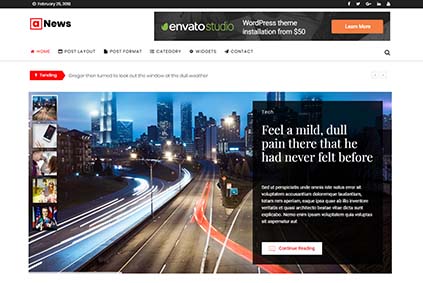 February 25, 2018
a News
envato studio
WordPress theme
installation from $50
Learn More
HOME POST LAYOUT POST FORMAT CATEGORY WIDGETS CONTACT
Trending Gregor then turned to look out the window at the dull weather
Tech
Feel a mild, dull
pain there that he
had never felt before
Sed ut perspiciatis unde omnis iste natus error sit
voluptatem accusantium doloremque laudantium,
totam rem aperiam, eaque ipsa quae ab illo inventore
veritatis et quasi architecto beatae vitae dicta sunt
explicabo. Nemo enim ipsam voluptatem quia voluptas
sit aspernatur aut
Continue Reading